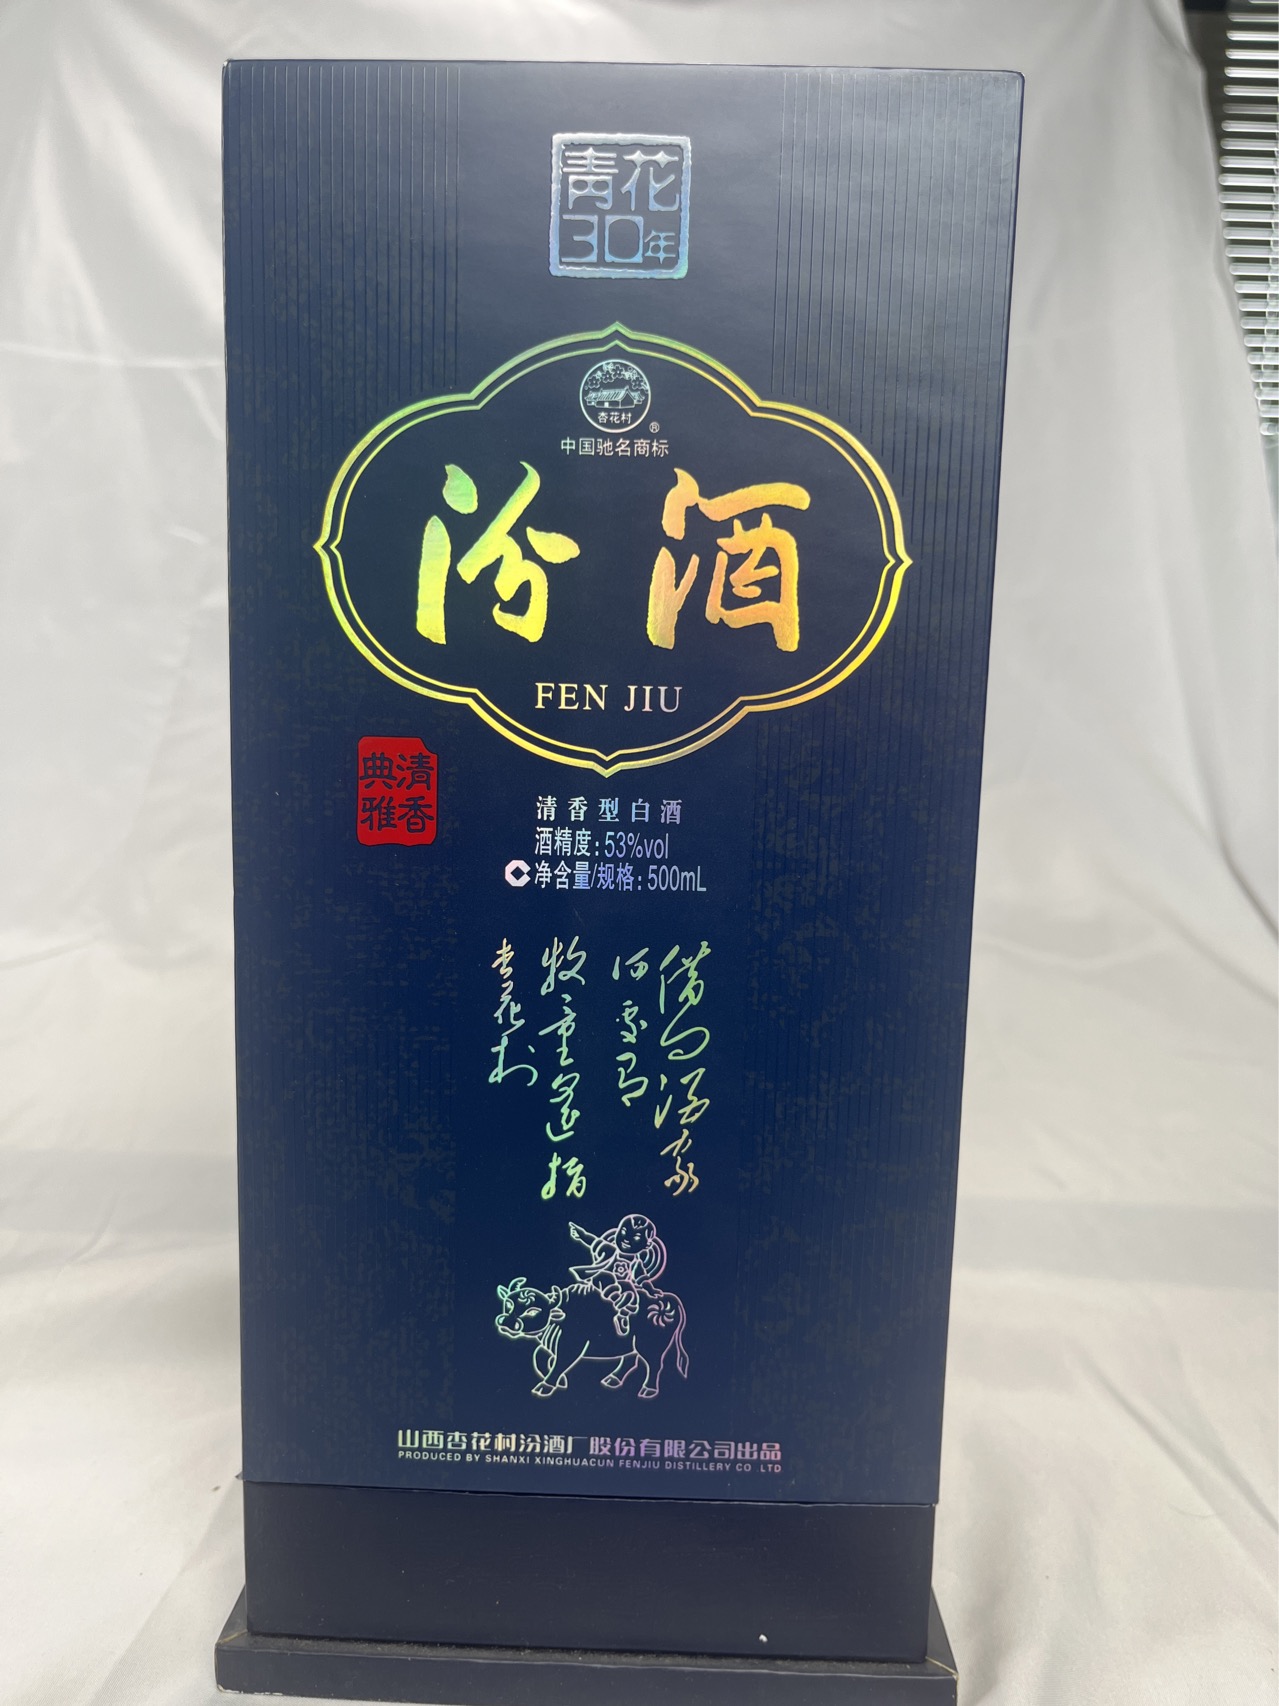 青花
30年
杏花村
®
中国驰名商标
汾酒
FEN JIU
清香
典雅
清香型白酒
酒精度:53%vol
净含量/规格:500mL
借问酒家
何处有
牧童遥指
杏花村
山西杏花村汾酒厂股份有限公司出品
PRODUCED BY SHANXI XINGHUACUN FENJIU DISTILLERY CO .LTD